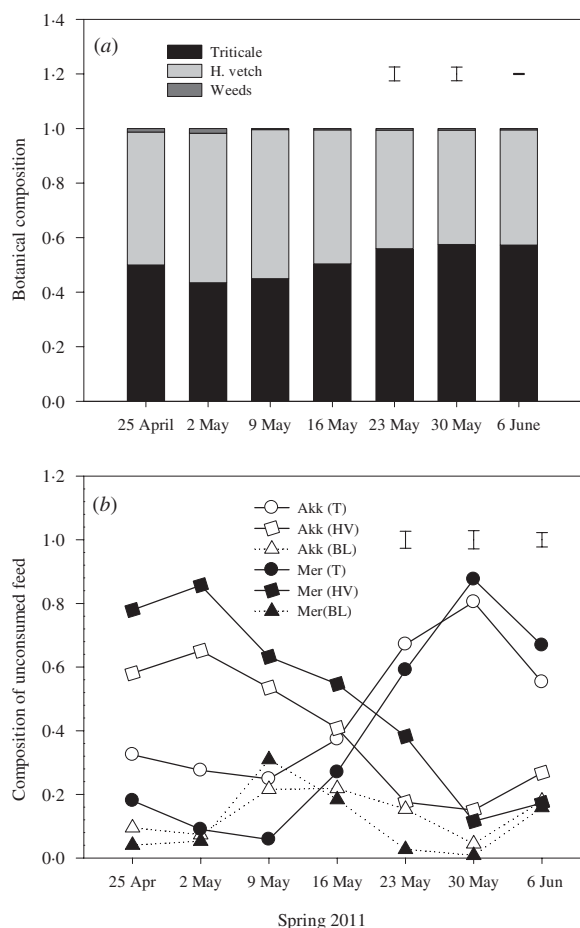 1·4
(a)
Triticale
H. vetch
Weeds
1·2
1·0
0·8
0·6
0·4
0·2
0·0
Botanical composition
25 April 2 May 9 May 16 May 23 May 30 May 6 June
1·2
(b)
Akk (T)
Akk (HV)
Akk (BL)
Mer (T)
Mer (HV)
Mer(BL)
1·0
0·8
0·6
0·4
0·2
0·0
Composition of unconsumed feed
25 Apr 2 May 9 May 16 May 23 May 30 May 6 Jun
Spring 2011